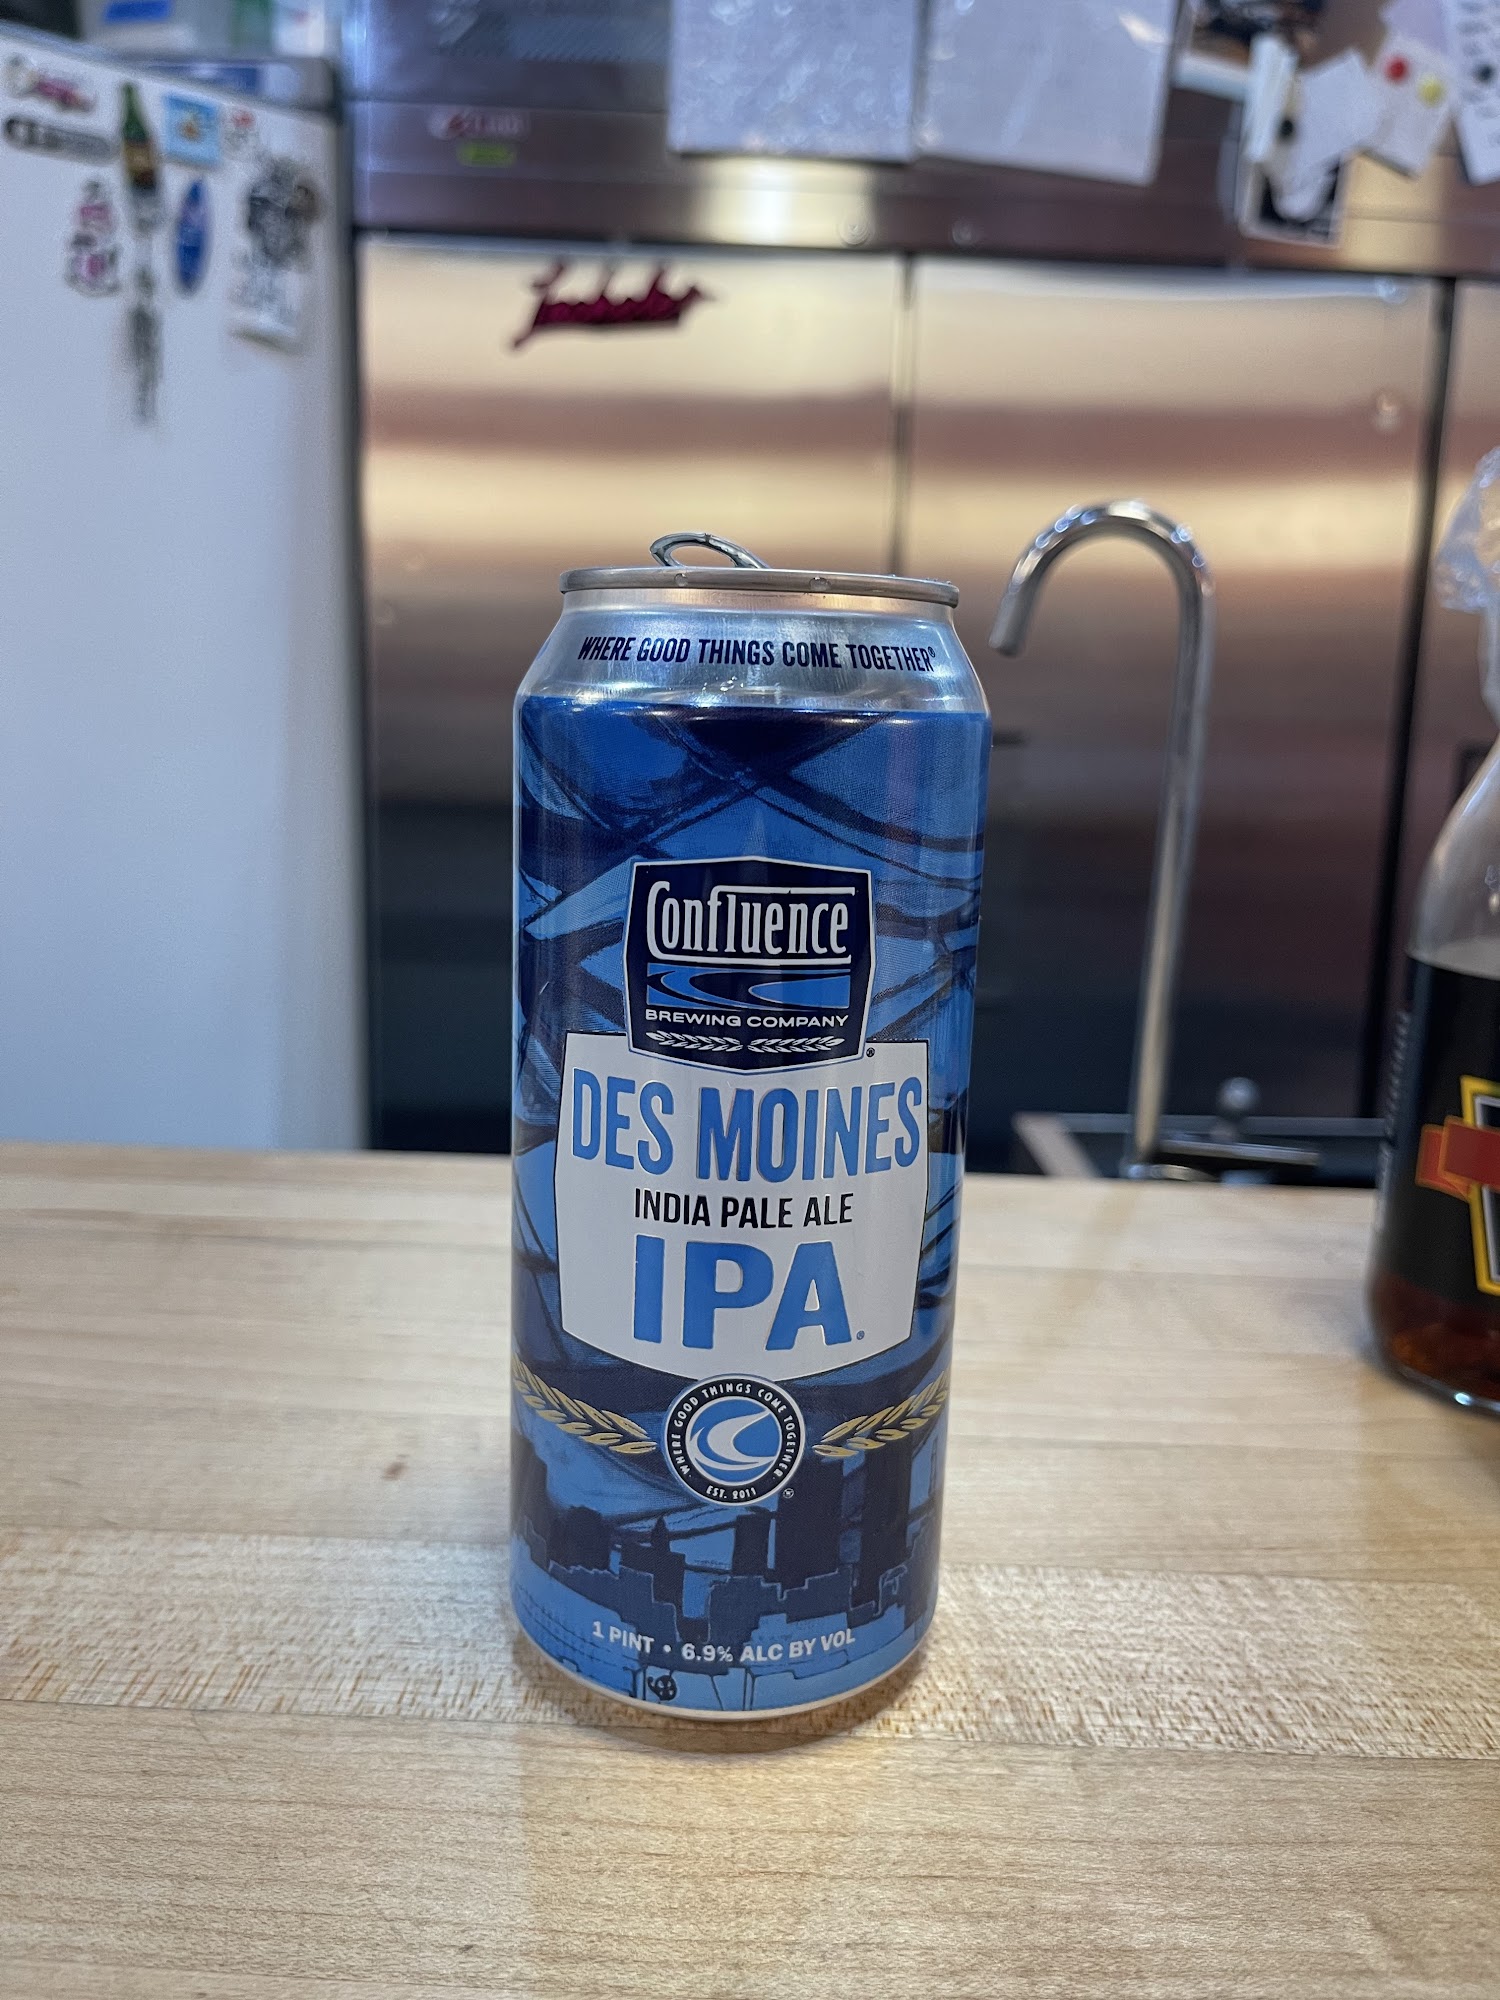 WHERE GOOD THINGS COME TOGETHER®
Confluence
BREWING COMPANY
®
DES MOINES
INDIA PALE ALE
IPA®
WHERE GOOD THINGS COME TOGETHER
EST. 2011
1 PINT • 6.9% ALC BY VOL